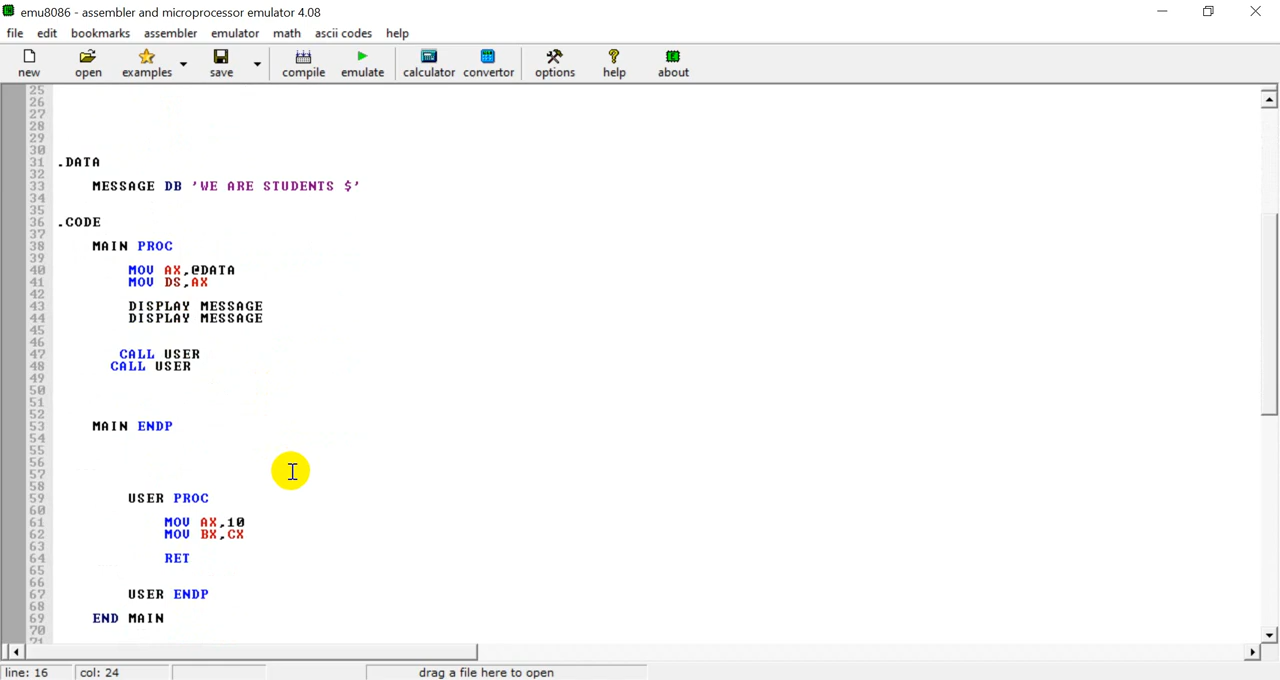 emu8086 - assembler and microprocessor emulator 4.08
file edit bookmarks assembler emulator math ascii codes help
new open examples save compile emulate calculator convertor options help about
25
26
27
28
29
30
31 .DATA
32
33 MESSAGE DB 'WE ARE STUDENTS $'
34
35
36 .CODE
37
38 MAIN PROC
39
40 MOV AX,@DATA
41 MOV DS,AX
42
43 DISPLAY MESSAGE
44 DISPLAY MESSAGE
45
46
47 CALL USER
48 CALL USER
49
50
51
52
53 MAIN ENDP
54
55
56
57
58
59 USER PROC
60
61 MOV AX,10
62 MOV BX,CX
63
64 RET
65
66
67 USER ENDP
68
69 END MAIN
70
71
line: 16 col: 24 drag a file here to open